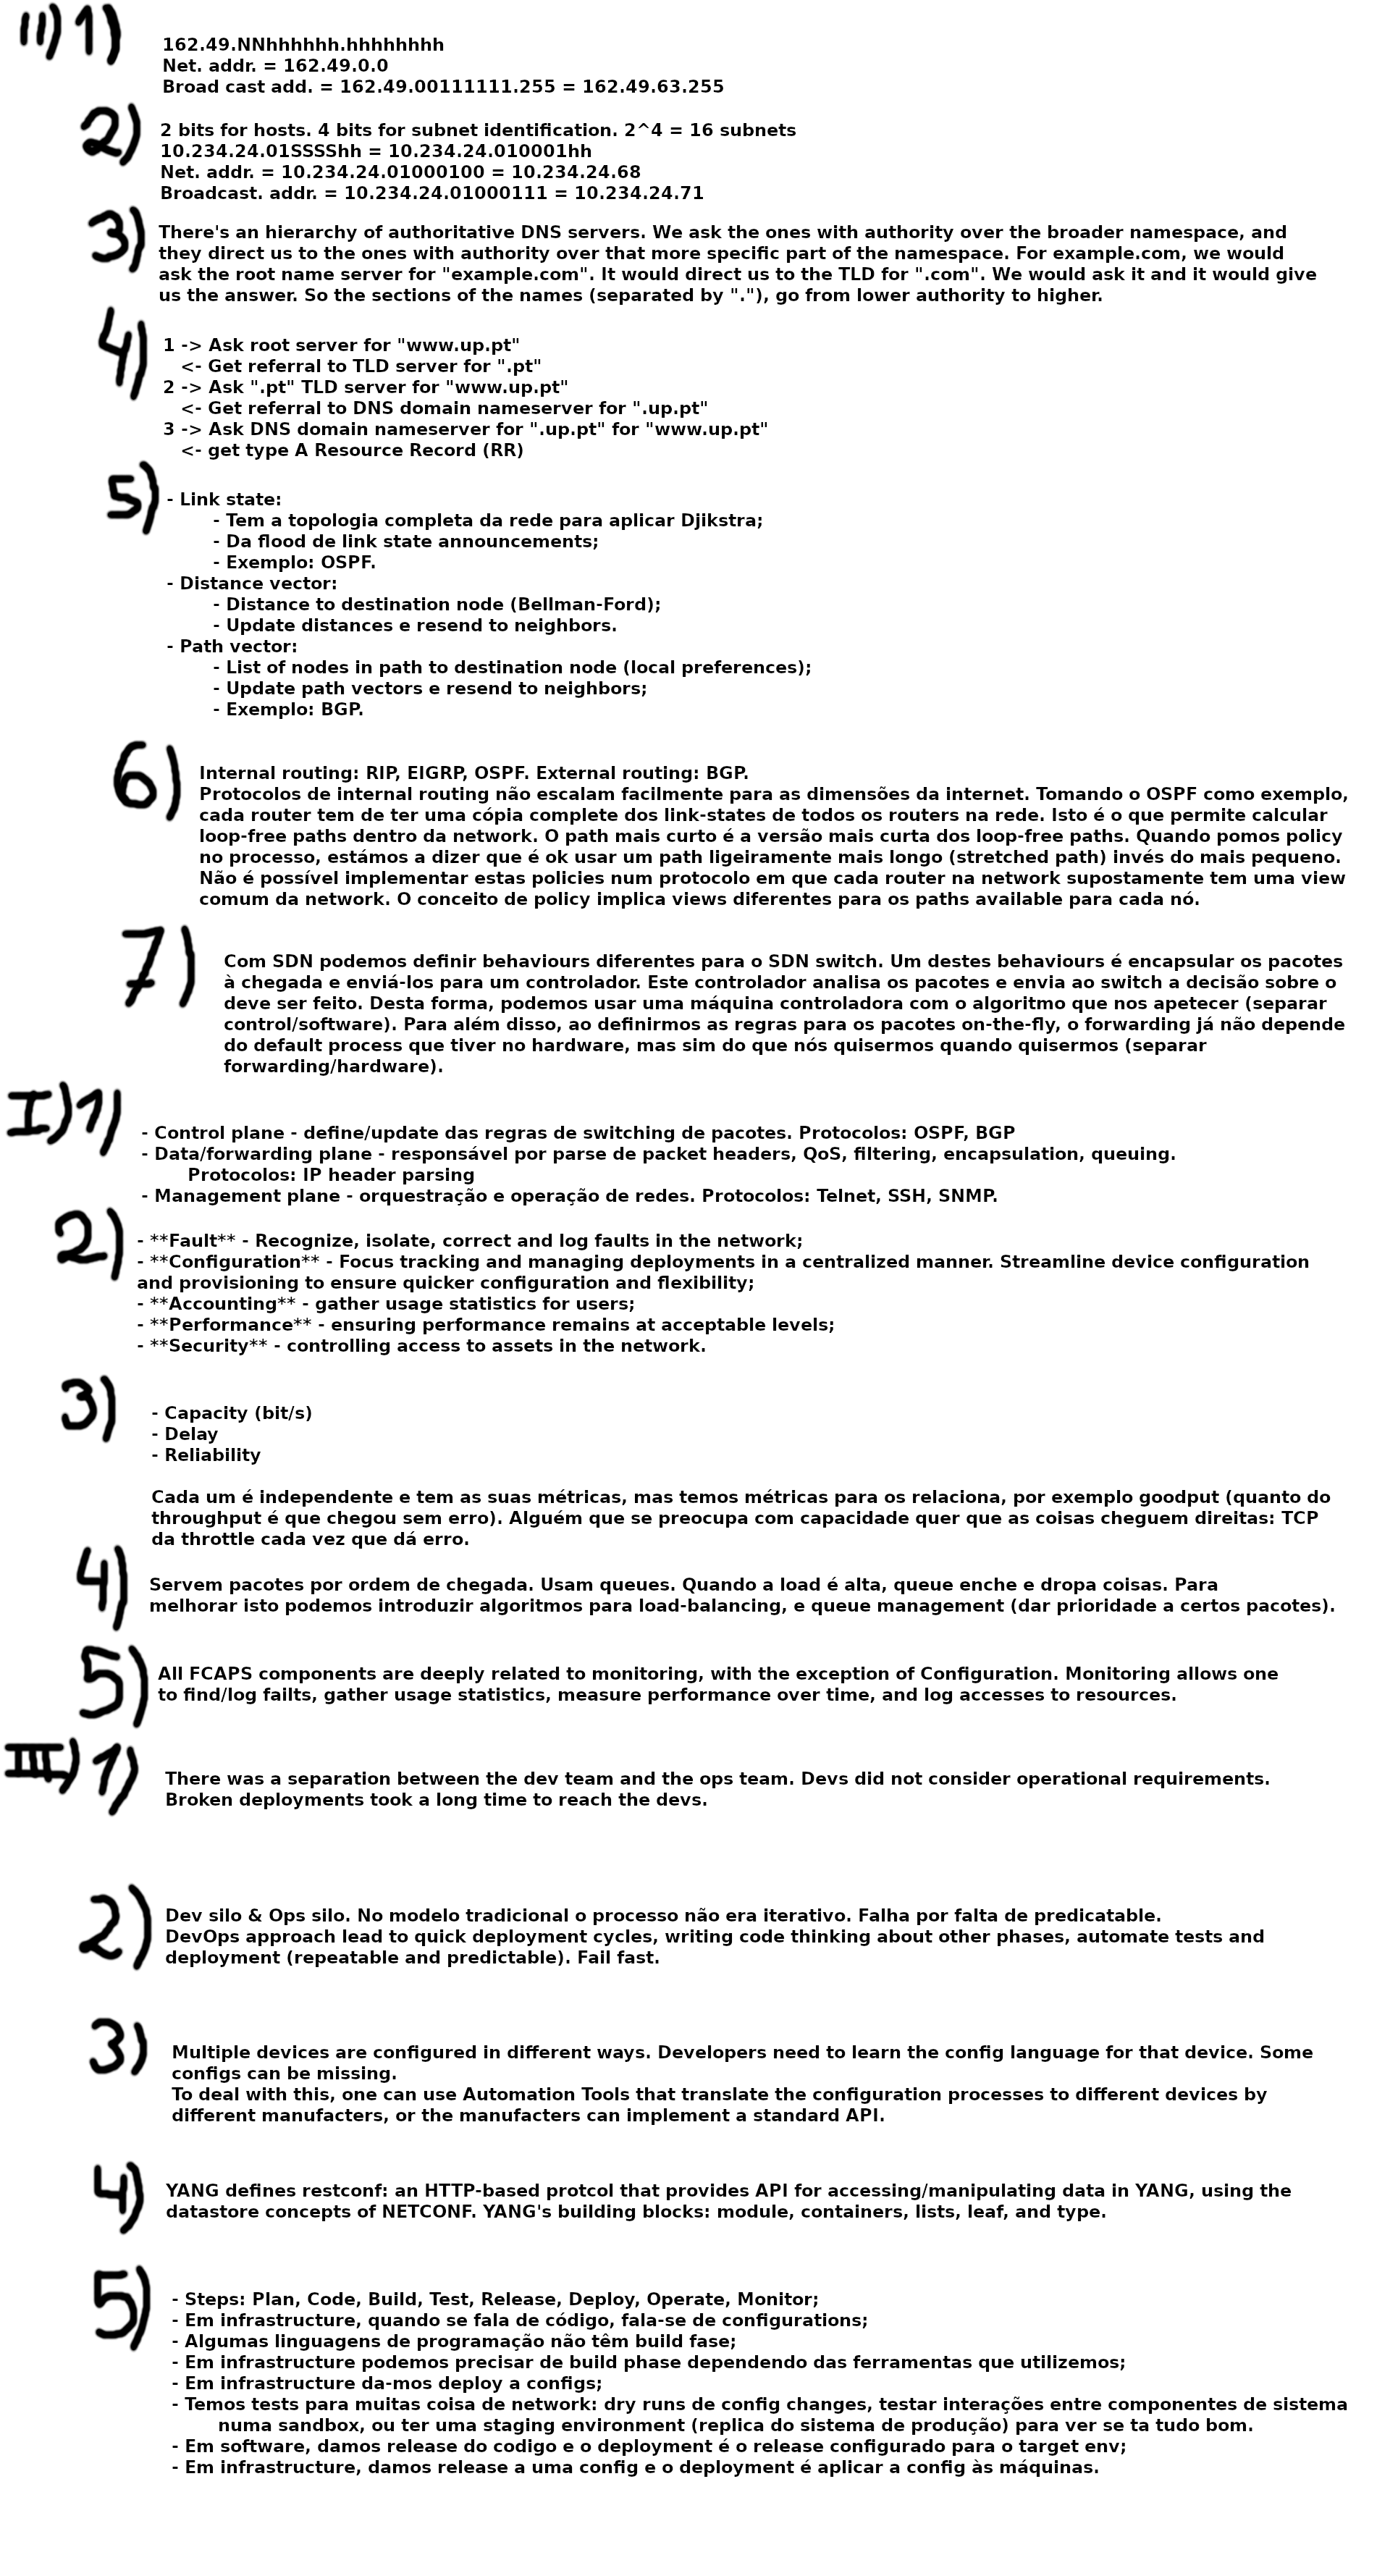 II) 1)
162.49.NNhhhhhh.hhhhhhhh
Net. addr. = 162.49.0.0
Broad cast add. = 162.49.00111111.255 = 162.49.63.255
2)
2 bits for hosts. 4 bits for subnet identification. 2^4 = 16 subnets
10.234.24.01SSSShh = 10.234.24.010001hh
Net. addr. = 10.234.24.01000100 = 10.234.24.68
Broadcast. addr. = 10.234.24.01000111 = 10.234.24.71
3)
There's an hierarchy of authoritative DNS servers. We ask the ones with authority over the broader namespace, and
they direct us to the ones with authority over that more specific part of the namespace. For example.com, we would
ask the root name server for "example.com". It would direct us to the TLD for ".com". We would ask it and it would give
us the answer. So the sections of the names (separated by "."), go from lower authority to higher.
4)
1 -> Ask root server for "www.up.pt"
<- Get referral to TLD server for ".pt"
2 -> Ask ".pt" TLD server for "www.up.pt"
<- Get referral to DNS domain nameserver for ".up.pt"
3 -> Ask DNS domain nameserver for ".up.pt" for "www.up.pt"
<- get type A Resource Record (RR)
5)
- Link state:
- Tem a topologia completa da rede para aplicar Djikstra;
- Da flood de link state announcements;
- Exemplo: OSPF.
- Distance vector:
- Distance to destination node (Bellman-Ford);
- Update distances e resend to neighbors.
- Path vector:
- List of nodes in path to destination node (local preferences);
- Update path vectors e resend to neighbors;
- Exemplo: BGP.
6)
Internal routing: RIP, EIGRP, OSPF. External routing: BGP.
Protocolos de internal routing não escalam facilmente para as dimensões da internet. Tomando o OSPF como exemplo,
cada router tem de ter uma cópia complete dos link-states de todos os routers na rede. Isto é o que permite calcular
loop-free paths dentro da network. O path mais curto é a versão mais curta dos loop-free paths. Quando pomos policy
no processo, estámos a dizer que é ok usar um path ligeiramente mais longo (stretched path) invés do mais pequeno.
Não é possível implementar estas policies num protocolo em que cada router na network supostamente tem uma view
comum da network. O conceito de policy implica views diferentes para os paths available para cada nó.
7)
Com SDN podemos definir behaviours diferentes para o SDN switch. Um destes behaviours é encapsular os pacotes
à chegada e enviá-los para um controlador. Este controlador analisa os pacotes e envia ao switch a decisão sobre o
deve ser feito. Desta forma, podemos usar uma máquina controladora com o algoritmo que nos apetecer (separar
control/software). Para além disso, ao definirmos as regras para os pacotes on-the-fly, o forwarding já não depende
do default process que tiver no hardware, mas sim do que nós quisermos quando quisermos (separar
forwarding/hardware).
I) 1)
- Control plane - define/update das regras de switching de pacotes. Protocolos: OSPF, BGP
- Data/forwarding plane - responsável por parse de packet headers, QoS, filtering, encapsulation, queuing.
Protocolos: IP header parsing
- Management plane - orquestração e operação de redes. Protocolos: Telnet, SSH, SNMP.
2)
- **Fault** - Recognize, isolate, correct and log faults in the network;
- **Configuration** - Focus tracking and managing deployments in a centralized manner. Streamline device configuration
and provisioning to ensure quicker configuration and flexibility;
- **Accounting** - gather usage statistics for users;
- **Performance** - ensuring performance remains at acceptable levels;
- **Security** - controlling access to assets in the network.
3)
- Capacity (bit/s)
- Delay
- Reliability
Cada um é independente e tem as suas métricas, mas temos métricas para os relaciona, por exemplo goodput (quanto do
throughput é que chegou sem erro). Alguém que se preocupa com capacidade quer que as coisas cheguem direitas: TCP
da throttle cada vez que dá erro.
4)
Servem pacotes por ordem de chegada. Usam queues. Quando a load é alta, queue enche e dropa coisas. Para
melhorar isto podemos introduzir algoritmos para load-balancing, e queue management (dar prioridade a certos pacotes).
5)
All FCAPS components are deeply related to monitoring, with the exception of Configuration. Monitoring allows one
to find/log failts, gather usage statistics, measure performance over time, and log accesses to resources.
III) 1)
There was a separation between the dev team and the ops team. Devs did not consider operational requirements.
Broken deployments took a long time to reach the devs.
2)
Dev silo & Ops silo. No modelo tradicional o processo não era iterativo. Falha por falta de predicatable.
DevOps approach lead to quick deployment cycles, writing code thinking about other phases, automate tests and
deployment (repeatable and predictable). Fail fast.
3)
Multiple devices are configured in different ways. Developers need to learn the config language for that device. Some
configs can be missing.
To deal with this, one can use Automation Tools that translate the configuration processes to different devices by
different manufacters, or the manufacters can implement a standard API.
4)
YANG defines restconf: an HTTP-based protcol that provides API for accessing/manipulating data in YANG, using the
datastore concepts of NETCONF. YANG's building blocks: module, containers, lists, leaf, and type.
5)
- Steps: Plan, Code, Build, Test, Release, Deploy, Operate, Monitor;
- Em infrastructure, quando se fala de código, fala-se de configurations;
- Algumas linguagens de programação não têm build fase;
- Em infrastructure podemos precisar de build phase dependendo das ferramentas que utilizemos;
- Em infrastructure da-mos deploy a configs;
- Temos tests para muitas coisa de network: dry runs de config changes, testar interações entre componentes de sistema
numa sandbox, ou ter uma staging environment (replica do sistema de produção) para ver se ta tudo bom.
- Em software, damos release do codigo e o deployment é o release configurado para o target env;
- Em infrastructure, damos release a uma config e o deployment é aplicar a config às máquinas.